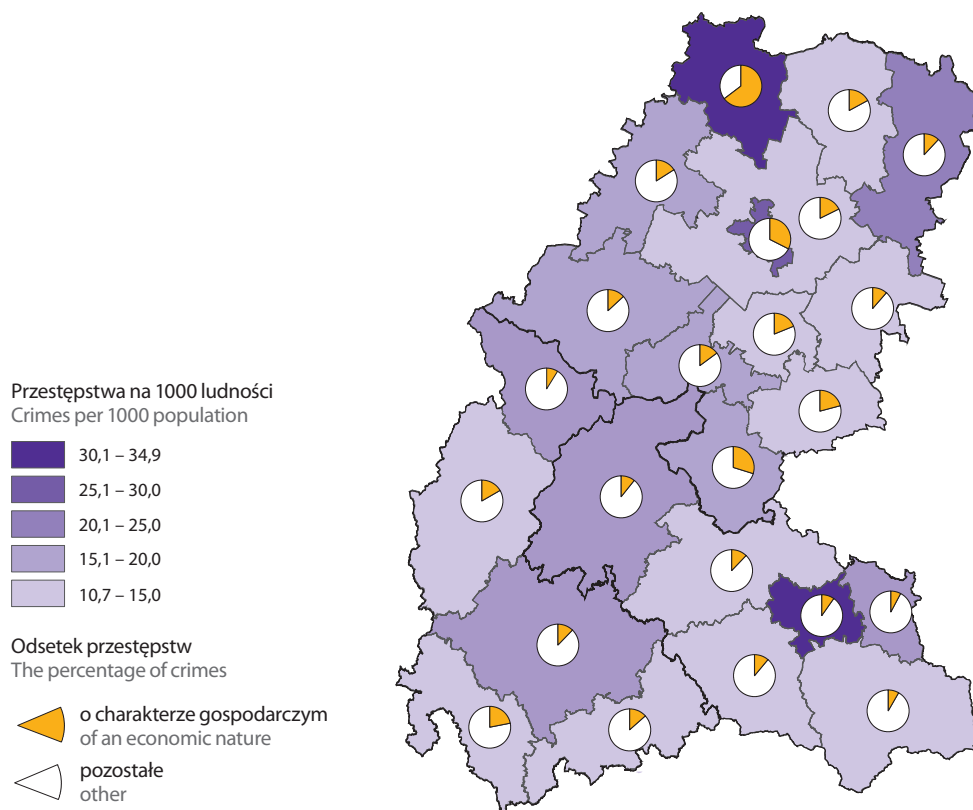 Przestępstwa na 1000 ludności
Crimes per 1000 population
30,1 – 34,9
25,1 – 30,0
20,1 – 25,0
15,1 – 20,0
10,7 – 15,0
Odsetek przestępstw
The percentage of crimes
o charakterze gospodarczym
of an economic nature
pozostałe
other